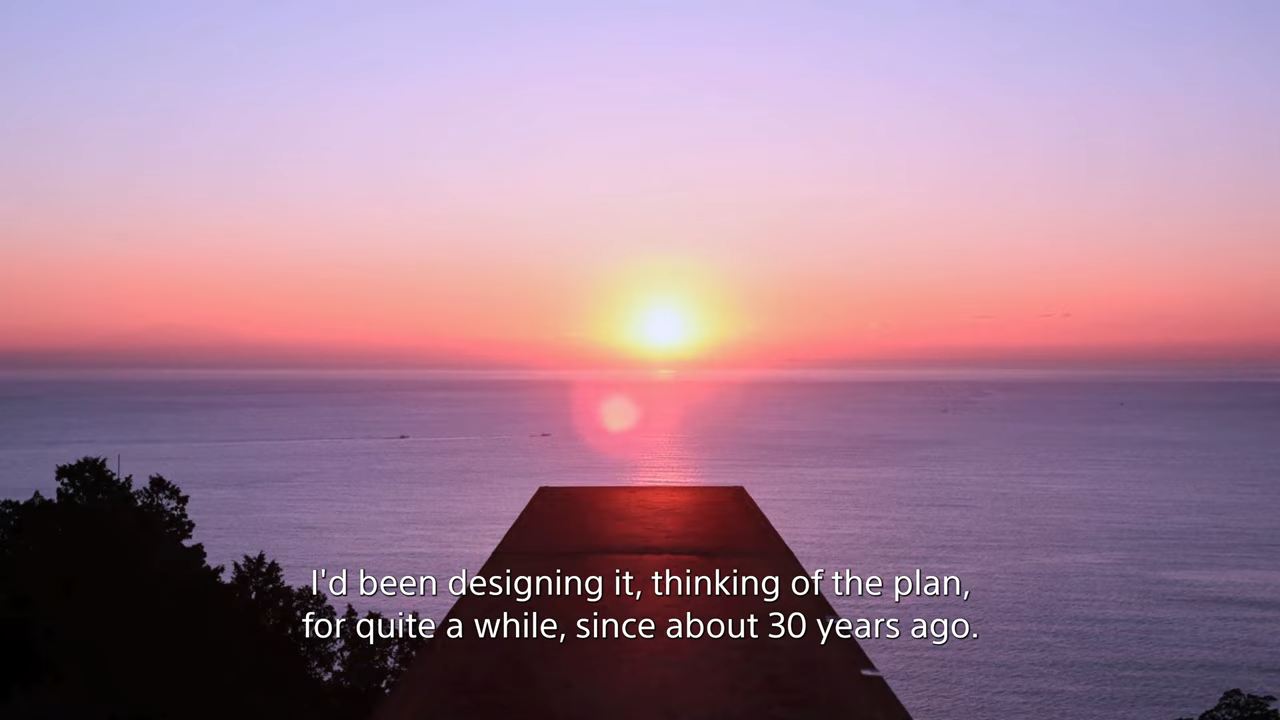 I'd been designing it, thinking of the plan,
for quite a while, since about 30 years ago.